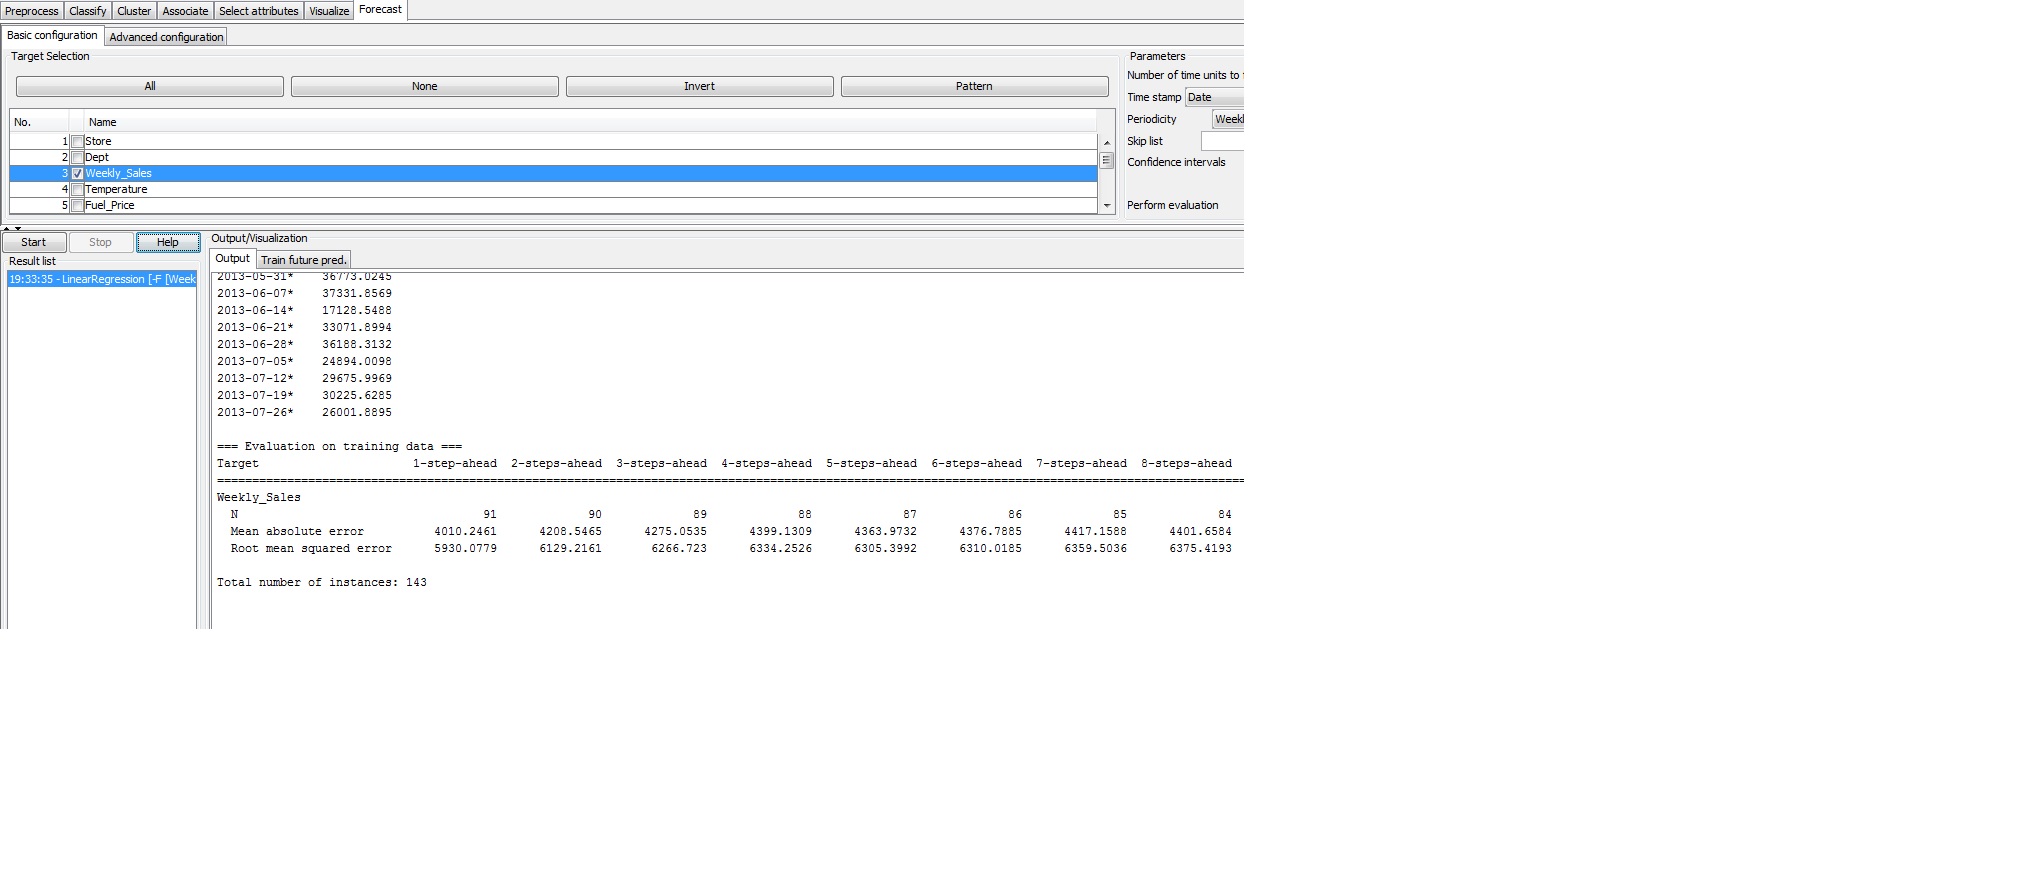 Preprocess Classify Cluster Associate Select attributes Visualize Forecast
Basic configuration Advanced configuration
Target Selection
All None Invert Pattern
No. Name
1 Store
2 Dept
3 Weekly_Sales
4 Temperature
5 Fuel_Price
Parameters
Number of time units to
Time stamp Date
Periodicity Weekl
Skip list
Confidence intervals
Perform evaluation
Start Stop Help
Result list
19:33:35 - LinearRegression [-F [Week
Output/Visualization
Output Train future pred.
2013-05-31* 36773.0245
2013-06-07* 37331.8569
2013-06-14* 17128.5488
2013-06-21* 33071.8994
2013-06-28* 36188.3132
2013-07-05* 24894.0098
2013-07-12* 29675.9969
2013-07-19* 30225.6285
2013-07-26* 26001.8895
=== Evaluation on training data ===
Target 1-step-ahead 2-steps-ahead 3-steps-ahead 4-steps-ahead 5-steps-ahead 6-steps-ahead 7-steps-ahead 8-steps-ahead
Weekly_Sales
N 91 90 89 88 87 86 85 84
Mean absolute error 4010.2461 4208.5465 4275.0535 4399.1309 4363.9732 4376.7885 4417.1588 4401.6584
Root mean squared error 5930.0779 6129.2161 6266.723 6334.2526 6305.3992 6310.0185 6359.5036 6375.4193
Total number of instances: 143